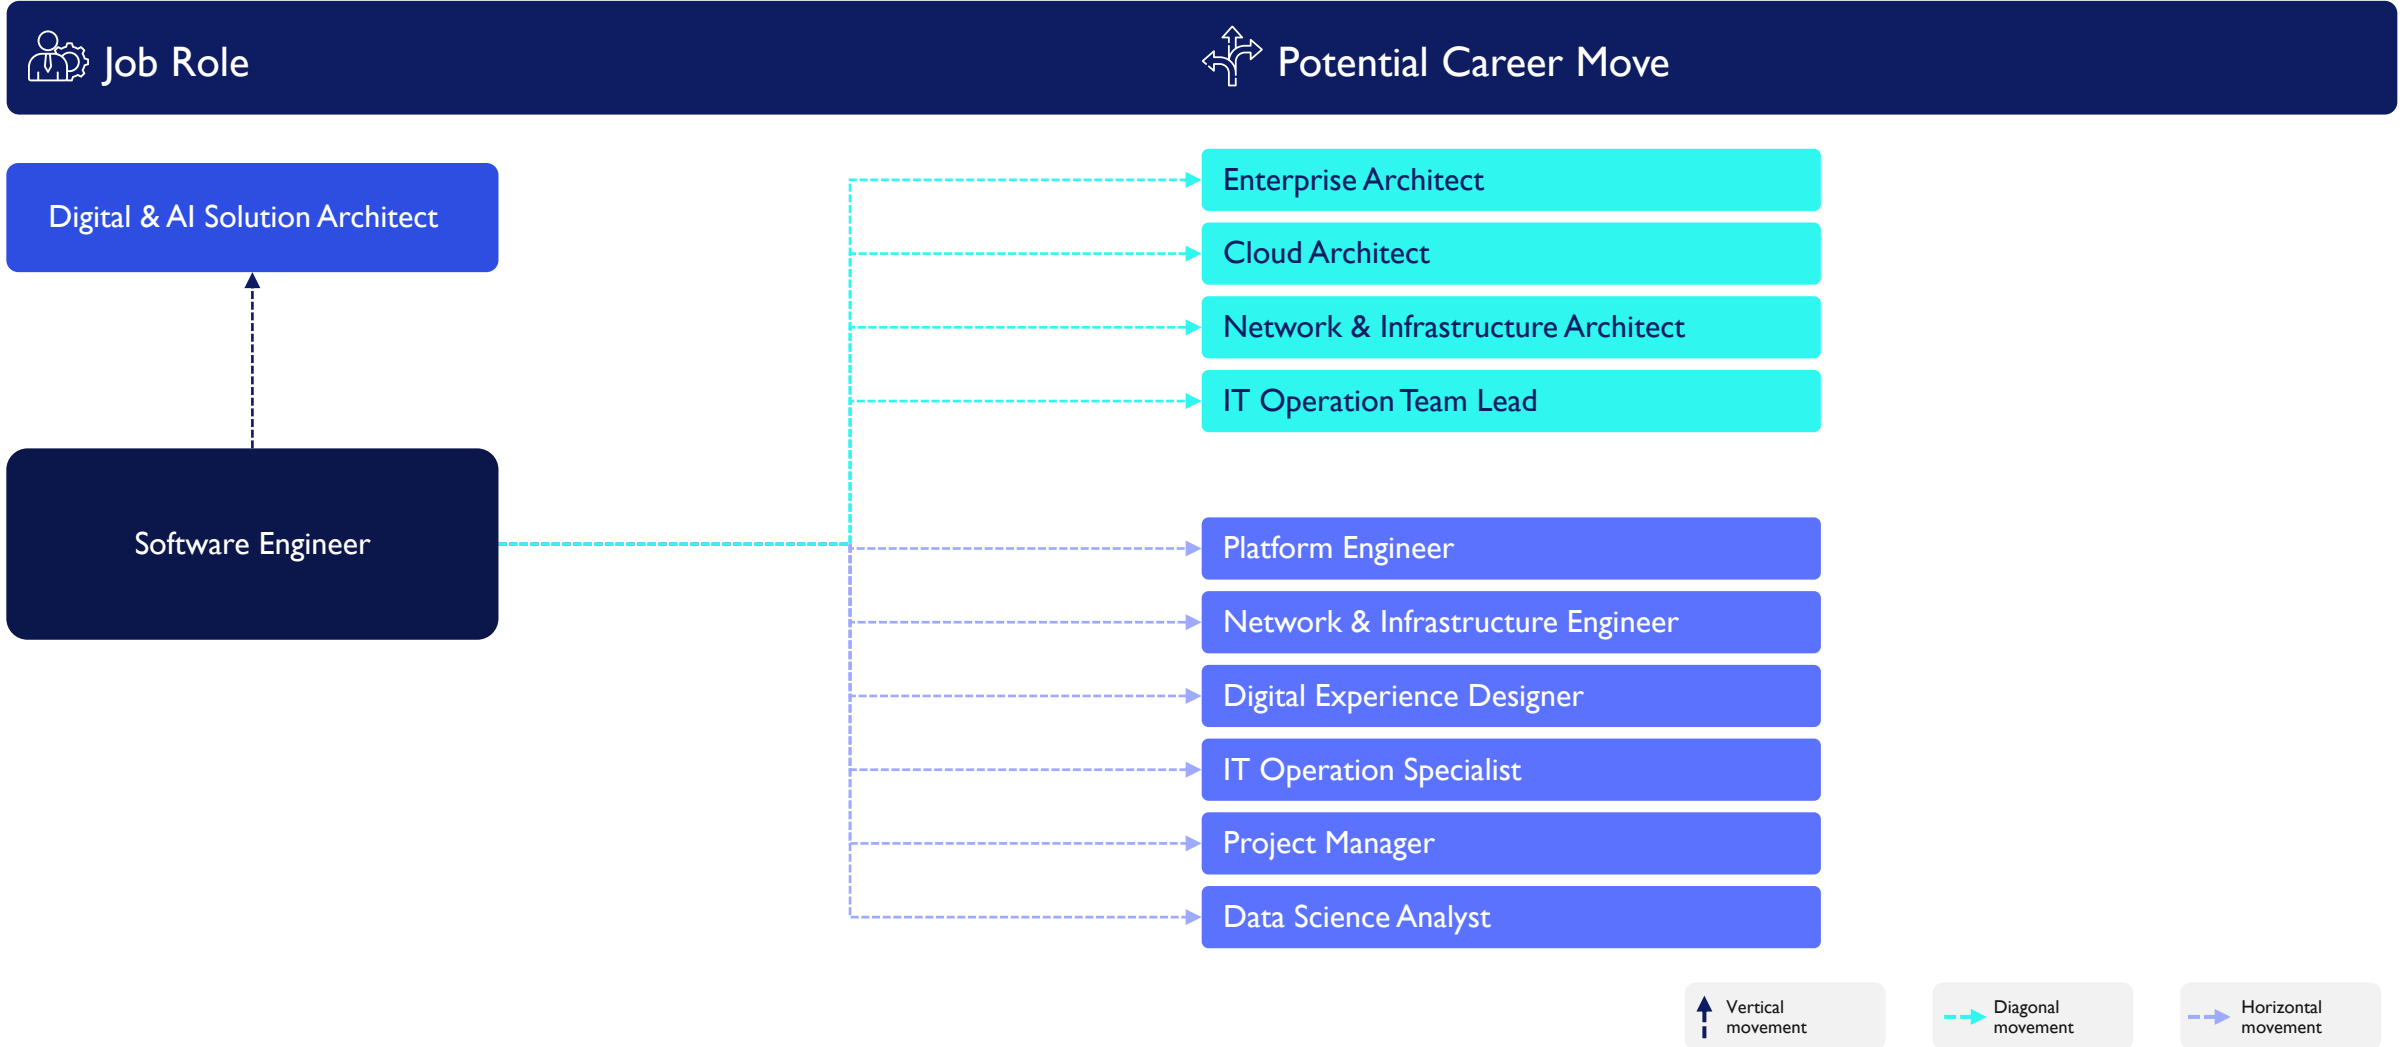 Job Role
Potential Career Move
Digital & AI Solution Architect
Software Engineer
Enterprise Architect
Cloud Architect
Network & Infrastructure Architect
IT Operation Team Lead
Platform Engineer
Network & Infrastructure Engineer
Digital Experience Designer
IT Operation Specialist
Project Manager
Data Science Analyst
Vertical
movement
Diagonal
movement
Horizontal
movement